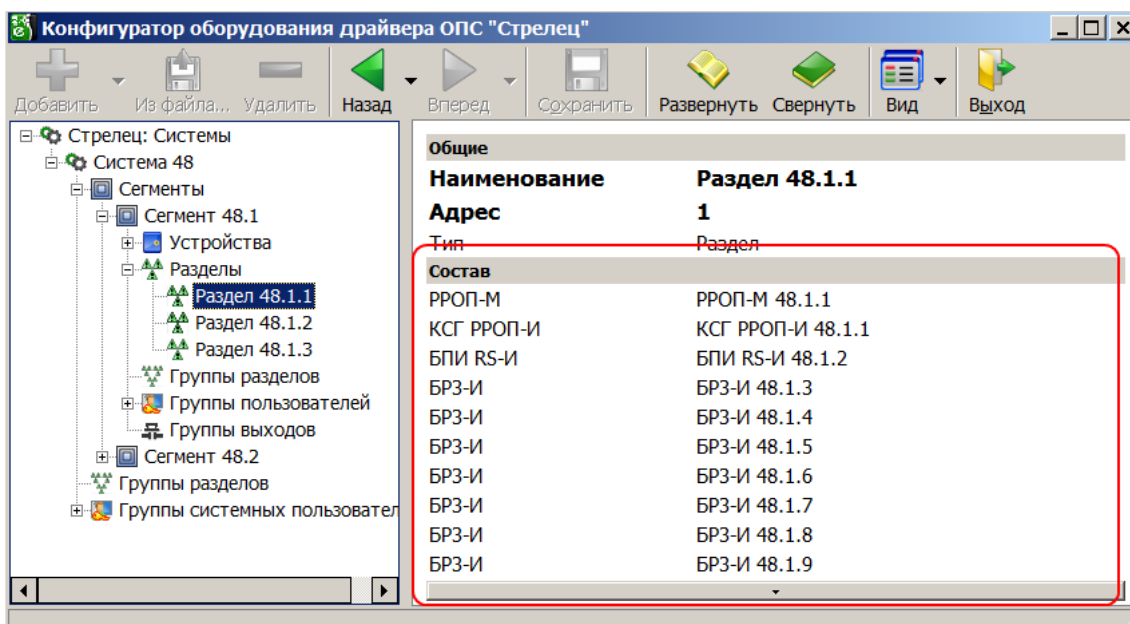 Конфигуратор оборудования драйвера ОПС "Стрелец"
Добавить Из файла... Удалить Назад Вперед Сохранить Развернуть Свернуть Вид Выход
Стрелец: Системы
Система 48
Сегменты
Сегмент 48.1
Устройства
Разделы
Раздел 48.1.1
Раздел 48.1.2
Раздел 48.1.3
Группы разделов
Группы пользователей
Группы выходов
Сегмент 48.2
Группы разделов
Группы системных пользовател
Общие
Наименование Раздел 48.1.1
Адрес 1
Тип Раздел
Состав
РРОП-М РРОП-М 48.1.1
КСГ РРОП-И КСГ РРОП-И 48.1.1
БПИ RS-И БПИ RS-И 48.1.2
БРЗ-И БРЗ-И 48.1.3
БРЗ-И БРЗ-И 48.1.4
БРЗ-И БРЗ-И 48.1.5
БРЗ-И БРЗ-И 48.1.6
БРЗ-И БРЗ-И 48.1.7
БРЗ-И БРЗ-И 48.1.8
БРЗ-И БРЗ-И 48.1.9